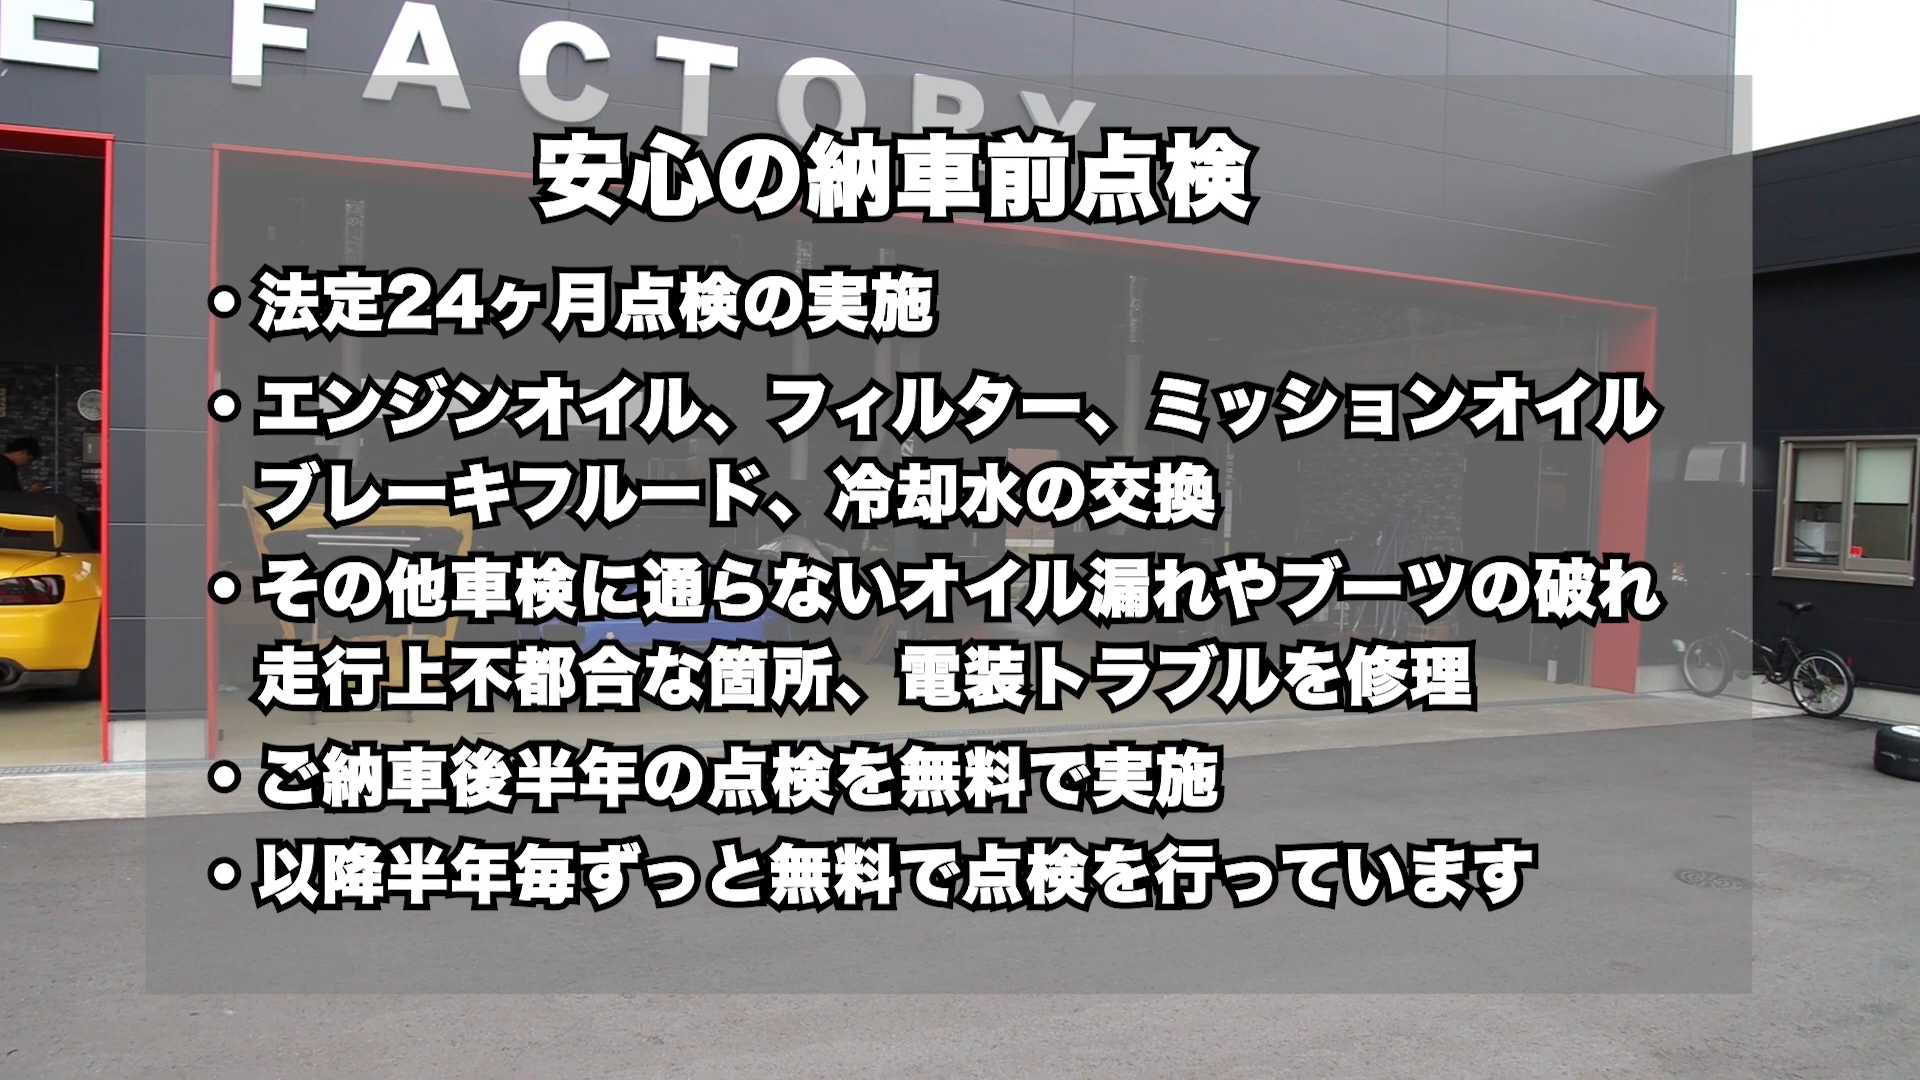 E FACTORY
安心の納車前点検
・法定24ヶ月点検の実施
・エンジンオイル、フィルター、ミッションオイル
ブレーキフルード、冷却水の交換
・その他車検に通らないオイル漏れやブーツの破れ
走行上不都合な箇所、電装トラブルを修理
・ご納車後半年の点検を無料で実施
・以降半年毎ずっと無料で点検を行っています